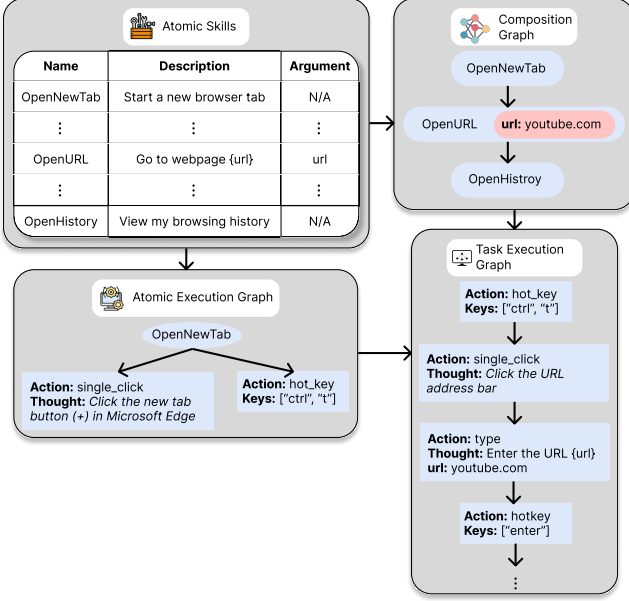 Atomic Skills
Name Description Argument
OpenNewTab Start a new browser tab N/A
⋮ ⋮ ⋮
OpenURL Go to webpage {url} url
⋮ ⋮ ⋮
OpenHistory View my browsing history N/A
Composition
Graph
OpenNewTab
OpenURL url: youtube.com
OpenHistroy
Atomic Execution Graph
OpenNewTab
Action: single_click
Thought: Click the new tab
button (+) in Microsoft Edge
Action: hot_key
Keys: [“ctrl”, “t”]
Task Execution
Graph
Action: hot_key
Keys: [“ctrl”, “t”]
Action: single_click
Thought: Click the URL
address bar
Action: type
Thought: Enter the URL {url}
url: youtube.com
Action: hotkey
Keys: [“enter”]
⋮